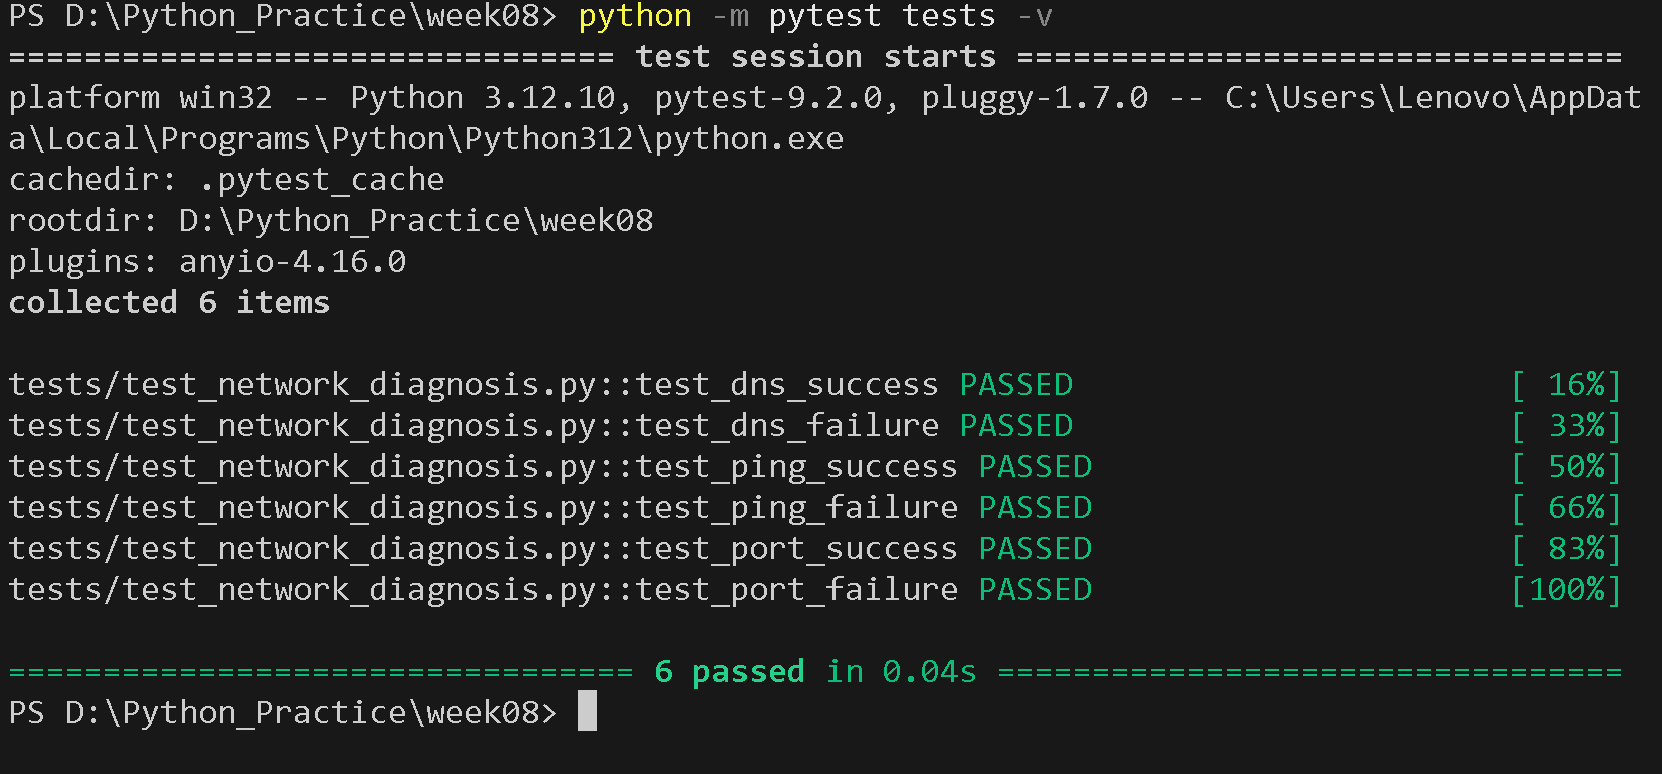 PS D:\Python_Practice\week08> python -m pytest tests -v
================================ test session starts ================================
platform win32 -- Python 3.12.10, pytest-9.2.0, pluggy-1.7.0 -- C:\Users\Lenovo\AppDat
a\Local\Programs\Python\Python312\python.exe
cachedir: .pytest_cache
rootdir: D:\Python_Practice\week08
plugins: anyio-4.16.0
collected 6 items
tests/test_network_diagnosis.py::test_dns_success PASSED                       [ 16%]
tests/test_network_diagnosis.py::test_dns_failure PASSED                       [ 33%]
tests/test_network_diagnosis.py::test_ping_success PASSED                      [ 50%]
tests/test_network_diagnosis.py::test_ping_failure PASSED                      [ 66%]
tests/test_network_diagnosis.py::test_port_success PASSED                      [ 83%]
tests/test_network_diagnosis.py::test_port_failure PASSED                      [100%]
================================= 6 passed in 0.04s =================================
PS D:\Python_Practice\week08>